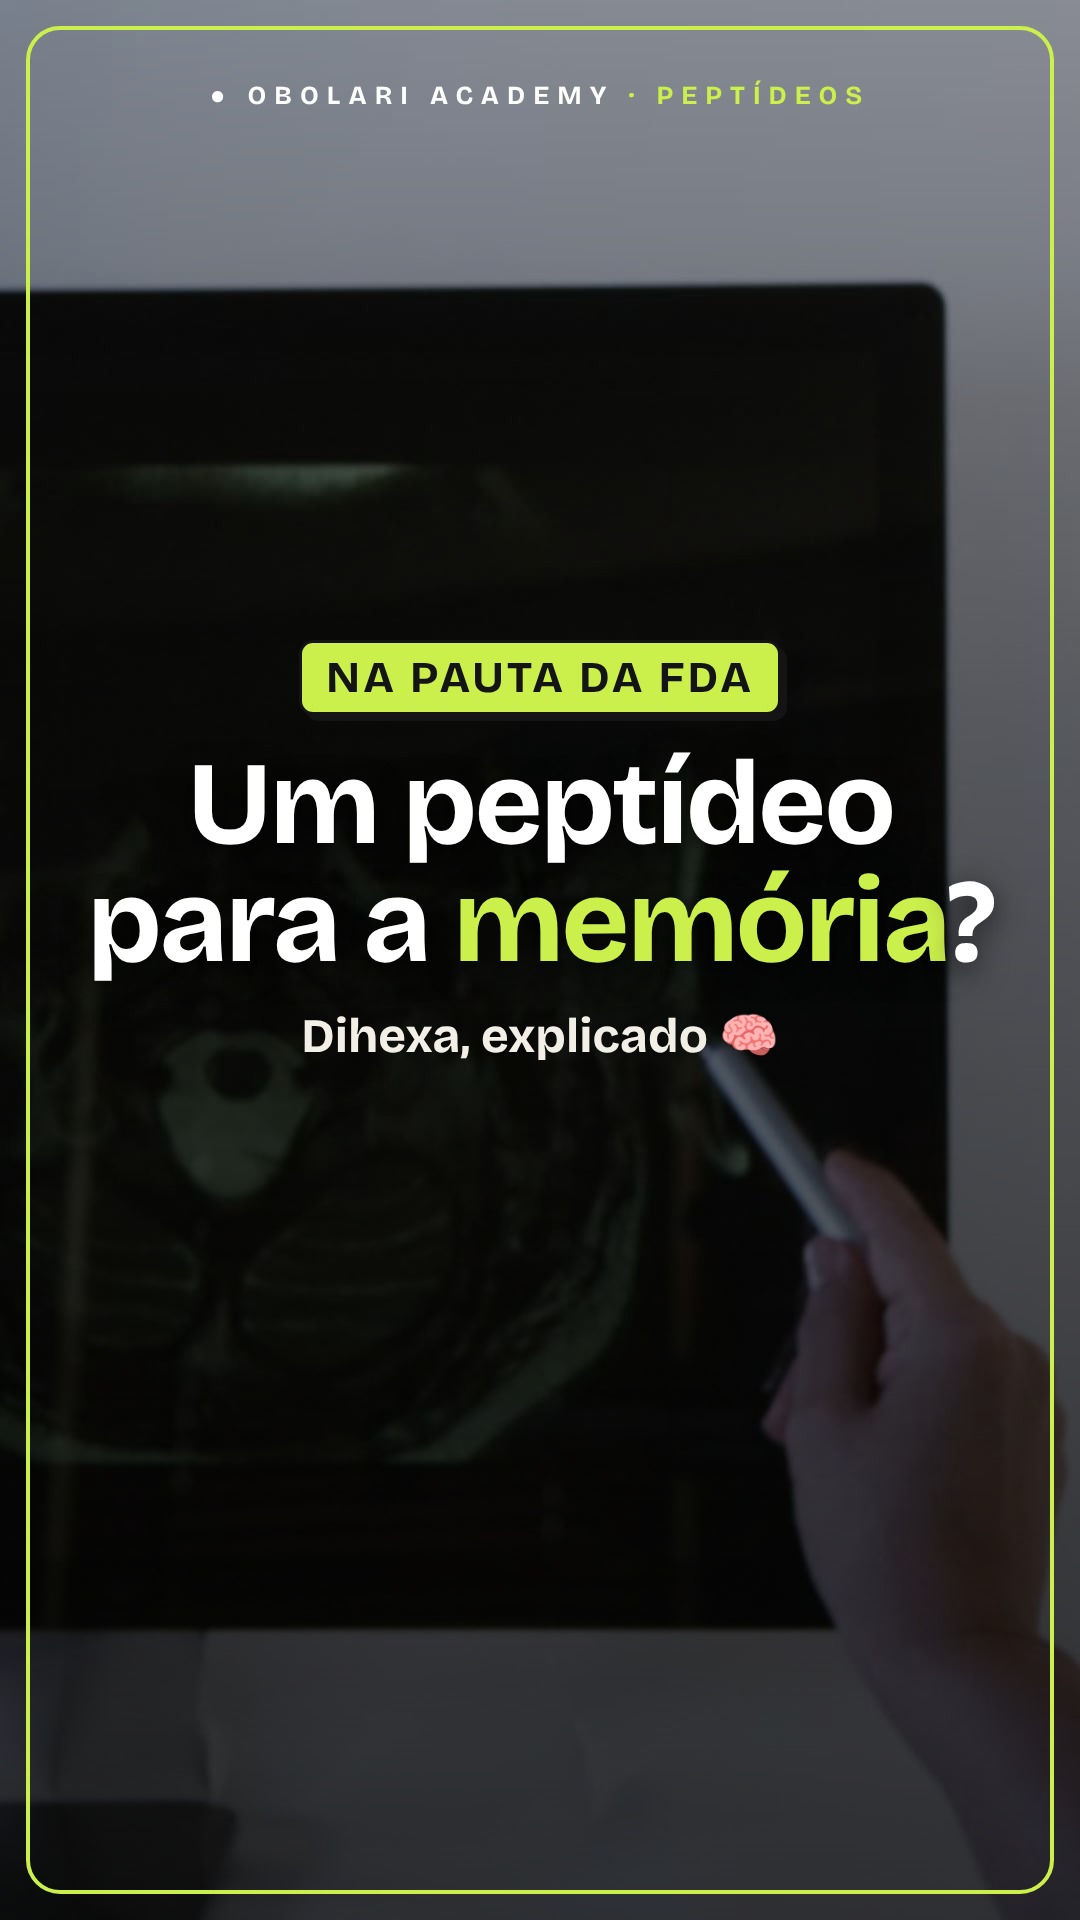 • OBOLARI ACADEMY · PEPTÍDEOS
NA PAUTA DA FDA
Um peptídeo
para a memória?
Dihexa, explicado 🧠